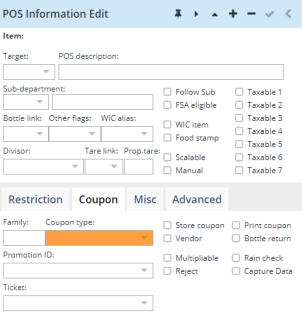 POS Information Edit
Item:
Target: POS description:
Sub-department:
Follow Sub Taxable 1
FSA eligible Taxable 2
Bottle link: Other flags: WIC alias:
WIC item Taxable 3
Food stamp Taxable 4
Taxable 5
Divisor: Tare link: Prop.tare:
Scalable Taxable 6
Manual Taxable 7
Restriction Coupon Misc Advanced
Family: Coupon type:
Store coupon Print coupon
Vendor Bottle return
Promotion ID:
Multipliable Rain check
Reject Capture Data
Ticket: